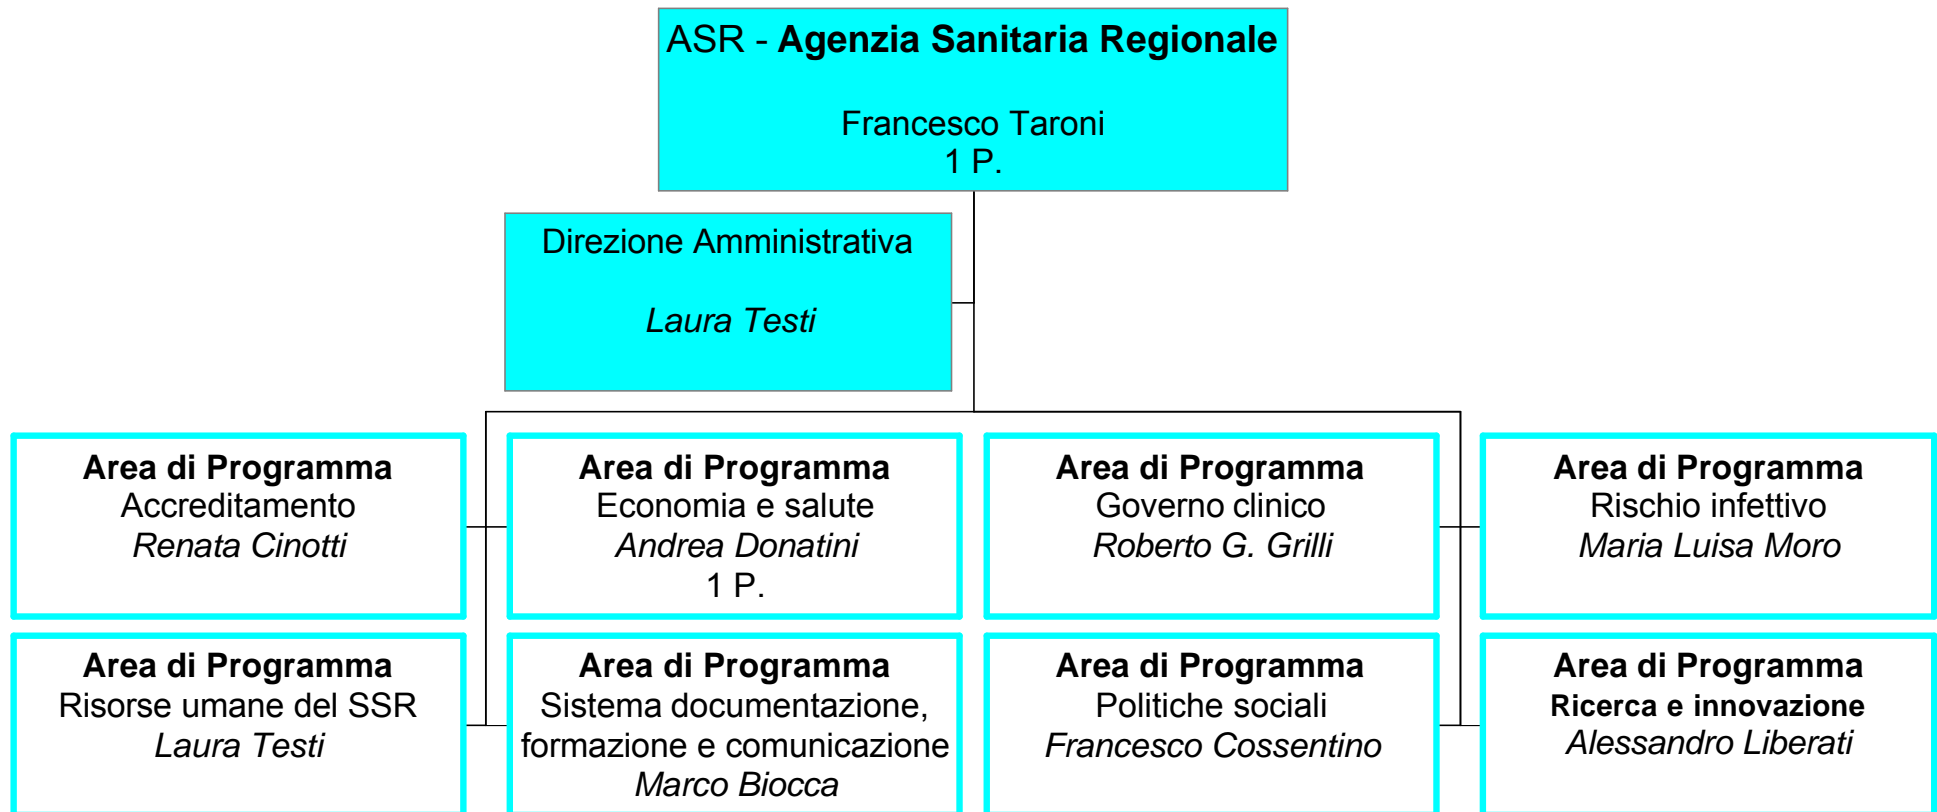 ASR - Agenzia Sanitaria Regionale
Francesco Taroni
1 P.
Direzione Amministrativa
Laura Testi
Area di Programma
Accreditamento
Renata Cinotti
Area di Programma
Economia e salute
Andrea Donatini
1 P.
Area di Programma
Governo clinico
Roberto G. Grilli
Area di Programma
Rischio infettivo
Maria Luisa Moro
Area di Programma
Risorse umane del SSR
Laura Testi
Area di Programma
Sistema documentazione,
formazione e comunicazione
Marco Biocca
Area di Programma
Politiche sociali
Francesco Cossentino
Area di Programma
Ricerca e innovazione
Alessandro Liberati